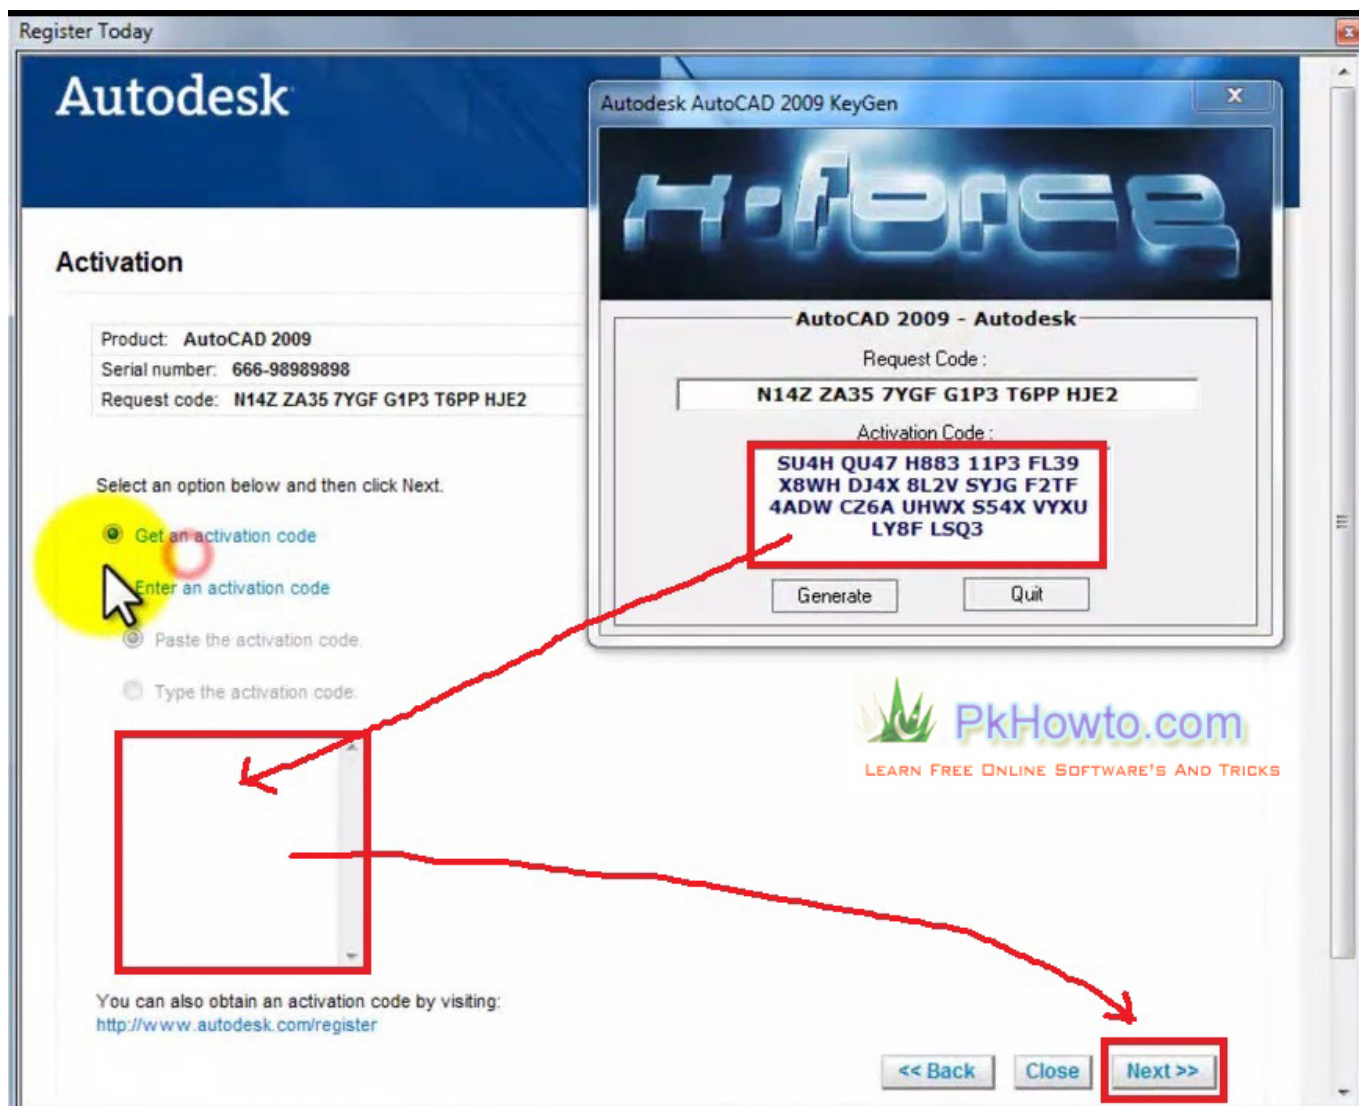 Register Today
Autodesk
Activation
Product: AutoCAD 2009
Serial number: 666-98989898
Request code: N14Z ZA35 7YGF G1P3 T6PP HJE2
Select an option below and then click Next.
Get an activation code
Enter an activation code
Paste the activation code.
Type the activation code.
You can also obtain an activation code by visiting:
http://www.autodesk.com/register
<< Back
Close
Next >>
Autodesk AutoCAD 2009 KeyGen
X-force
AutoCAD 2009 - Autodesk
Request Code :
N14Z ZA35 7YGF G1P3 T6PP HJE2
Activation Code :
SU4H QU47 H883 11P3 FL39
X8WH DJ4X 8L2V SYJG F2TF
4ADW CZ6A UHWX S54X VYXU
LY8F LSQ3
Generate
Quit
PkHowto.com
Learn Free Online Software's And Tricks